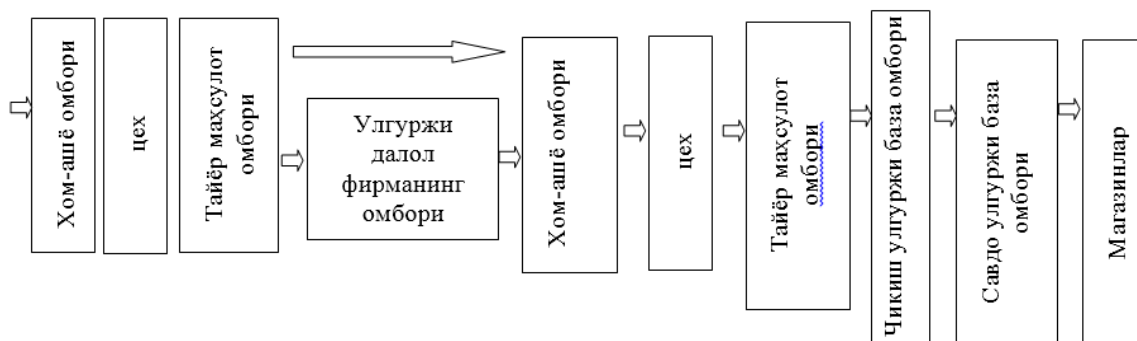 Хом-ашё омбори
цех
Тайёр маҳсулот
омбори
Улгуржи
далол
фирманинг
омбори
Хом-ашё омбори
цех
Тайёр маҳсулот
омбори
Чикиш улгуржи база омбори
Савдо улгуржи база
омбори
Магазинлар